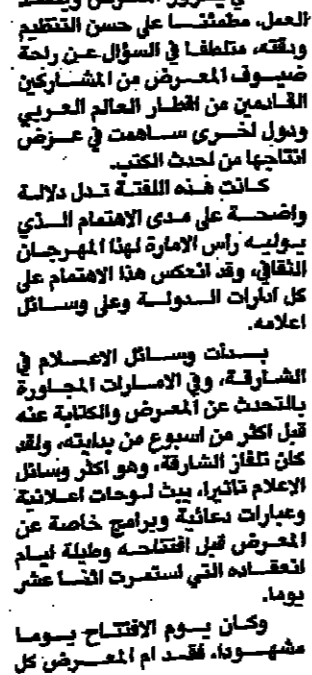 العمل، مطمئنا على حسن التنظيم
ودقته، متلطفا في السؤال عن راحة
ضيوف المعرض من المشاركين
القادمين من اقطار العالم العربي
ودول اخرى ساهمت في عرض
انتاجها من احدث الكتب.
كانت هذه اللفتة تدل دلالة
واضحة على مدى الاهتمام الذي
يوليه رأس الامارة لهذا المهرجان
الثقافي، وقد انعكس هذا الاهتمام على
كل ادارات الدولة وعلى وسائل
اعلامه.
بدأت وسائل الاعلام في
الشارقة، وفي الامارات المجاورة
بالتحدث عن المعرض والكتابة عنه
قبل اكثر من اسبوع من بدايته، ولقد
كان تلفاز الشارقة، وهو اكثر وسائل
الإعلام تاثيرا، يبث لوحات اعلانية
وعبارات دعائية وبرامج خاصة عن
المعرض قبل افتتاحه وطيلة ايام
انعقاده التي استمرت اثنا عشر
يوما.
وكان يوم الافتتاح يوما
مشهودا، فقد ام المعرض كل